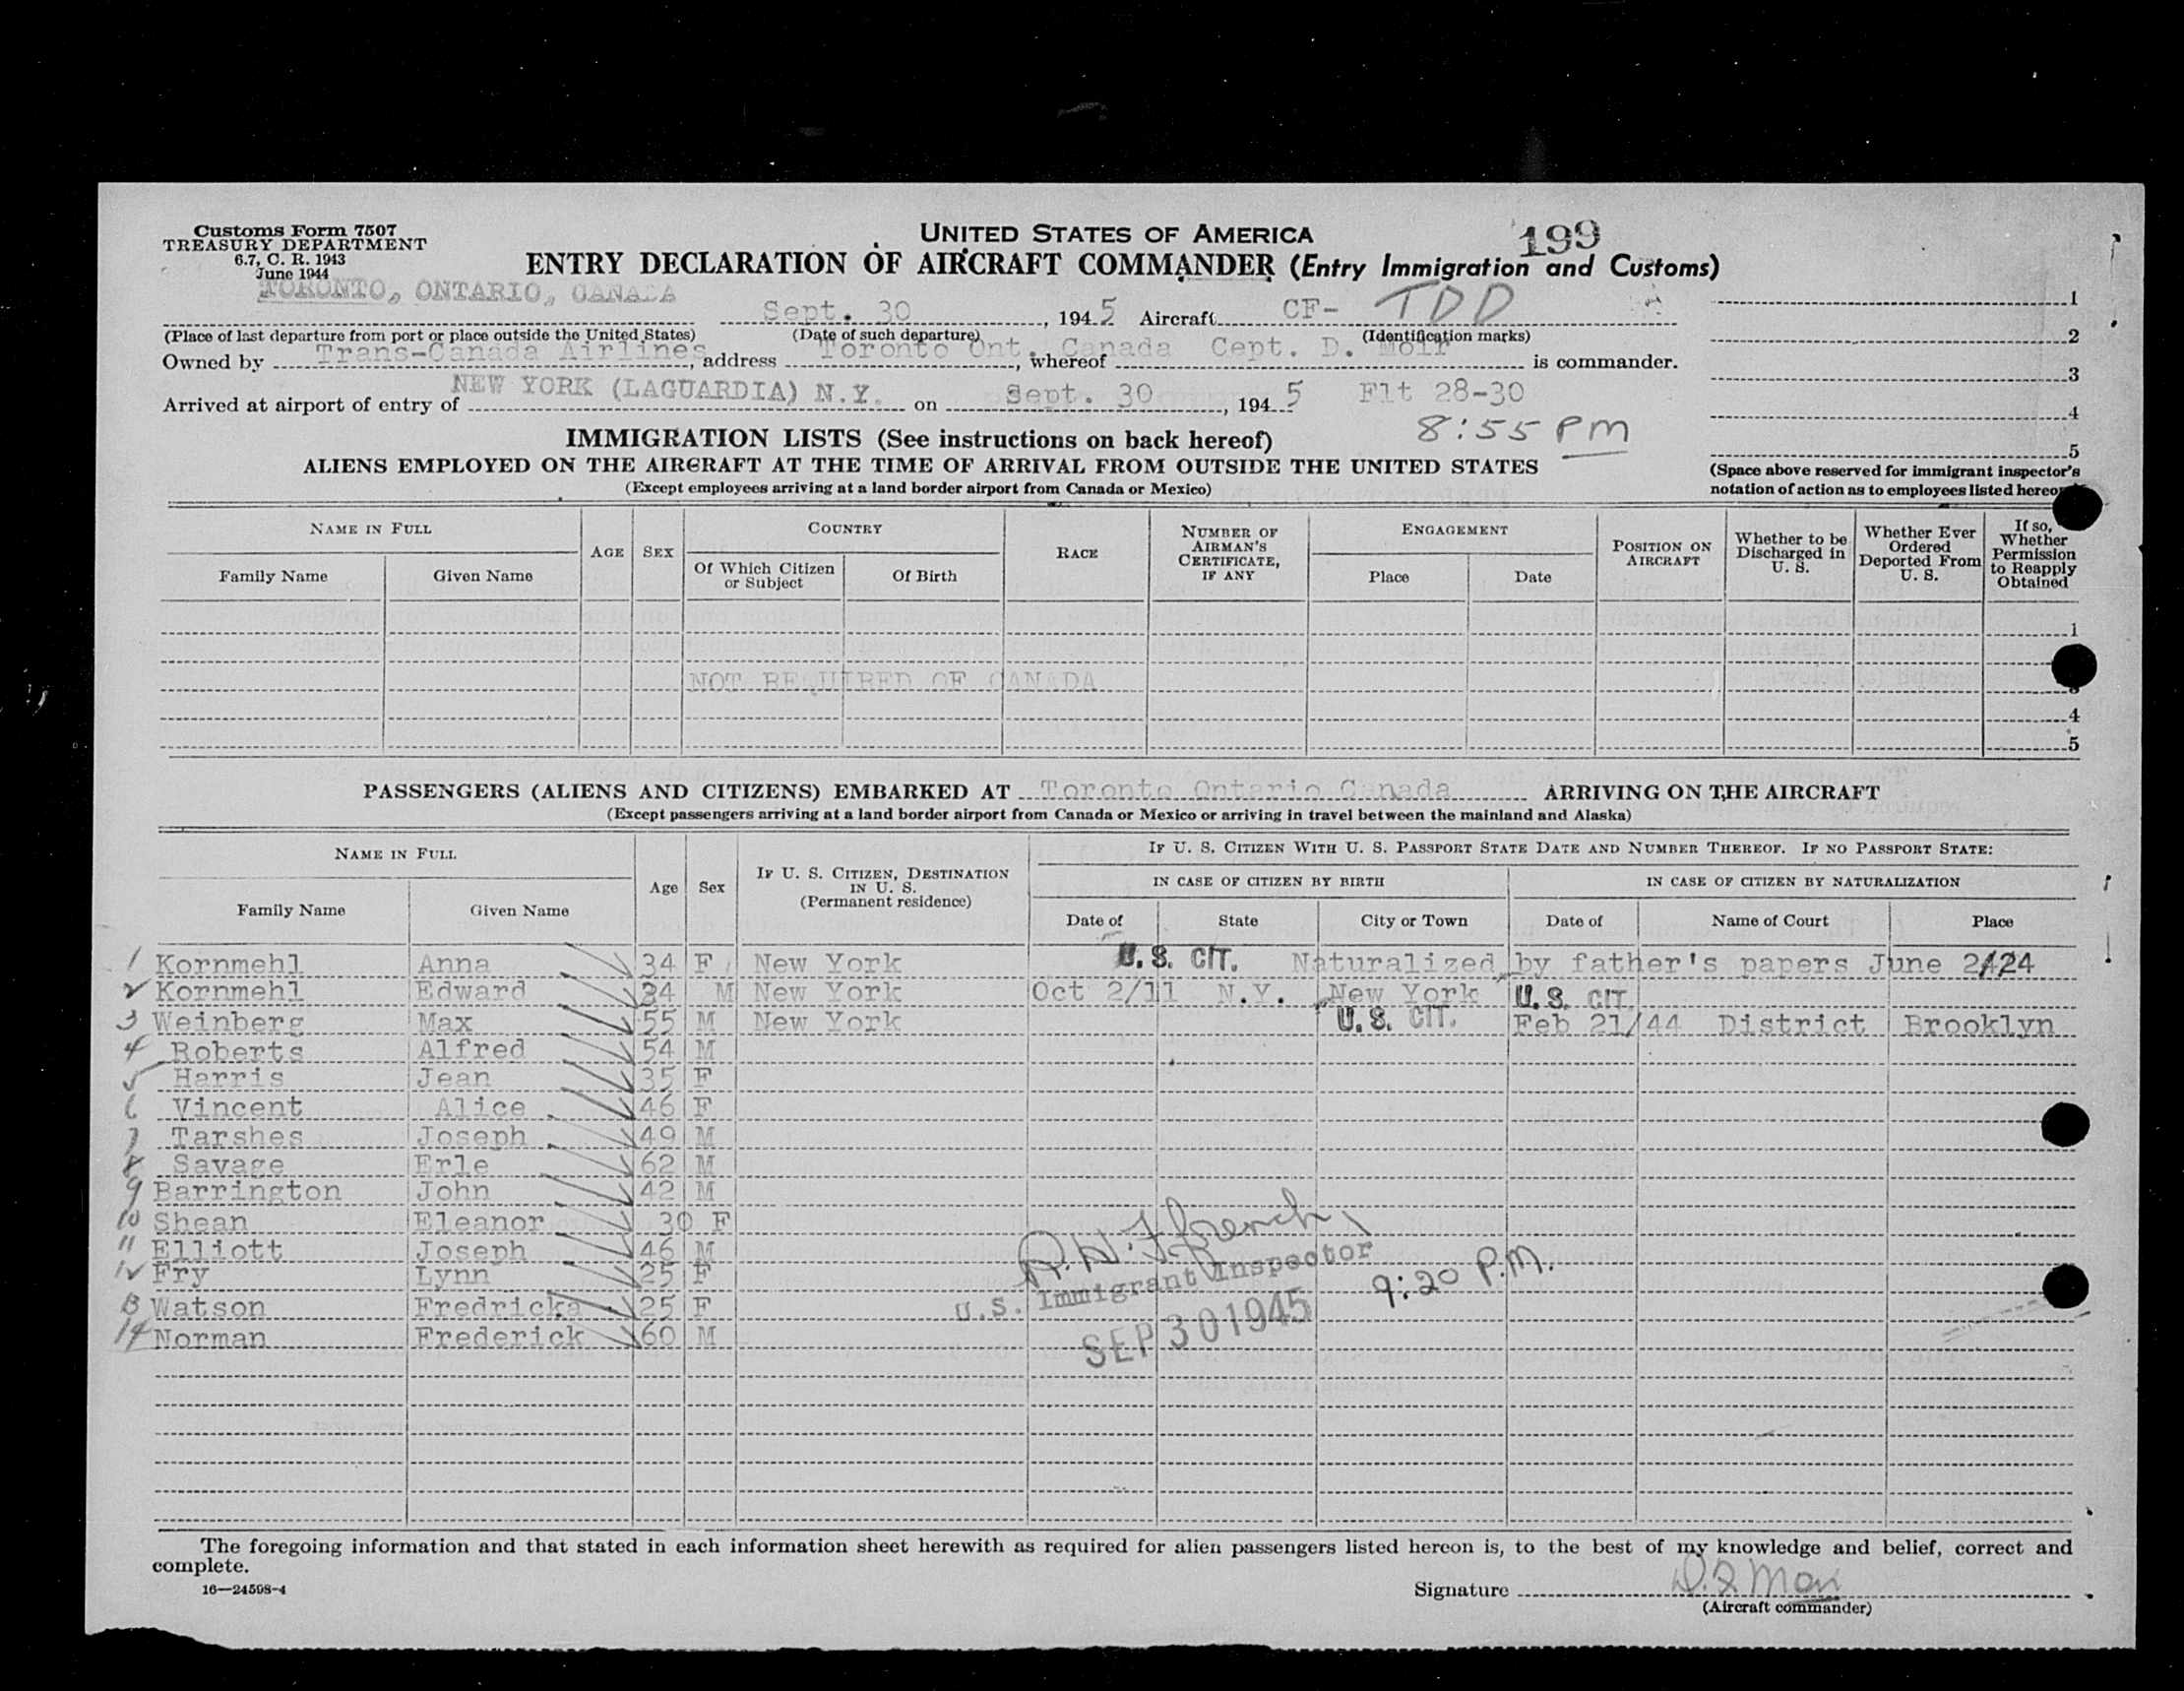 Customs Form 7507
TREASURY DEPARTMENT
6.7, C. R. 1943
June 1944
UNITED STATES OF AMERICA
199
ENTRY DECLARATION OF AIRCRAFT COMMANDER (Entry Immigration and Customs)
TORONTO, ONTARIO, CANADA Sept. 30, 1945 Aircraft CF- TDD 1
(Place of last departure from port or place outside the United States) (Date of such departure) (Identification marks) 2
Owned by Trans-Canada Airlines, address Toronto Ont. Canada, whereof Cept. D. Moir is commander.
3
Arrived at airport of entry of NEW YORK (LAGUARDIA) N.Y. on Sept. 30, 1945 Flt 28-30
4
8:55 PM
IMMIGRATION LISTS (See instructions on back hereof)
5
ALIENS EMPLOYED ON THE AIRCRAFT AT THE TIME OF ARRIVAL FROM OUTSIDE THE UNITED STATES
(Except employees arriving at a land border airport from Canada or Mexico)
(Space above reserved for immigrant inspector's
notation of action as to employees listed
NAME IN FULL
Family Name Given Name
AGE SEX
COUNTRY
Of Which Citizen or Subject Of Birth
RACE
NUMBER OF AIRMAN'S CERTIFICATE, IF ANY
ENGAGEMENT
Place Date
POSITION ON AIRCRAFT
Whether to be Discharged in U. S.
Whether Ever Ordered Deported From U. S.
If so, Whether Permission to Reapply Obtained
1
NOT REQUIRED OF CANADA
4
5
PASSENGERS (ALIENS AND CITIZENS) EMBARKED AT Toronto Ontario Canada ARRIVING ON THE AIRCRAFT
(Except passengers arriving at a land border airport from Canada or Mexico or arriving in travel between the mainland and Alaska)
NAME IN FULL
Family Name Given Name
Age Sex
IF U. S. CITIZEN, DESTINATION IN U. S.
(Permanent residence)
IF U. S. CITIZEN WITH U. S. PASSPORT STATE DATE AND NUMBER THEREOF. IF NO PASSPORT STATE:
IN CASE OF CITIZEN BY BIRTH IN CASE OF CITIZEN BY NATURALIZATION
Date of State City or Town Date of Name of Court Place
1 Kornmehl Anna 34 F New York U. S. CIT. Naturalized by father's papers June 2/24
2 Kornmehl Edward 34 M New York Oct 2/11 N.Y. New York U. S. CIT.
3 Weinberg Max 55 M New York U. S. CIT. Feb 21/44 District Brooklyn
4 Roberts Alfred 54 M
5 Harris Jean 35 F
6 Vincent Alice 46 F
7 Tarshes Joseph 49 M
8 Savage Erle 62 M
9 Barrington John 42 M
10 Shean Eleanor 30 F
11 Elliott Joseph 46 M
12 Fry Lynn 25 F
13 Watson Fredricka 25 F
14 Norman Frederick 60 M
U.S. Immigrant Inspector
9:20 P.M.
SEP 30 1945
The foregoing information and that stated in each information sheet herewith as required for alien passengers listed hereon is, to the best of my knowledge and belief, correct and
complete.
16—24598-4
Signature
(Aircraft commander)